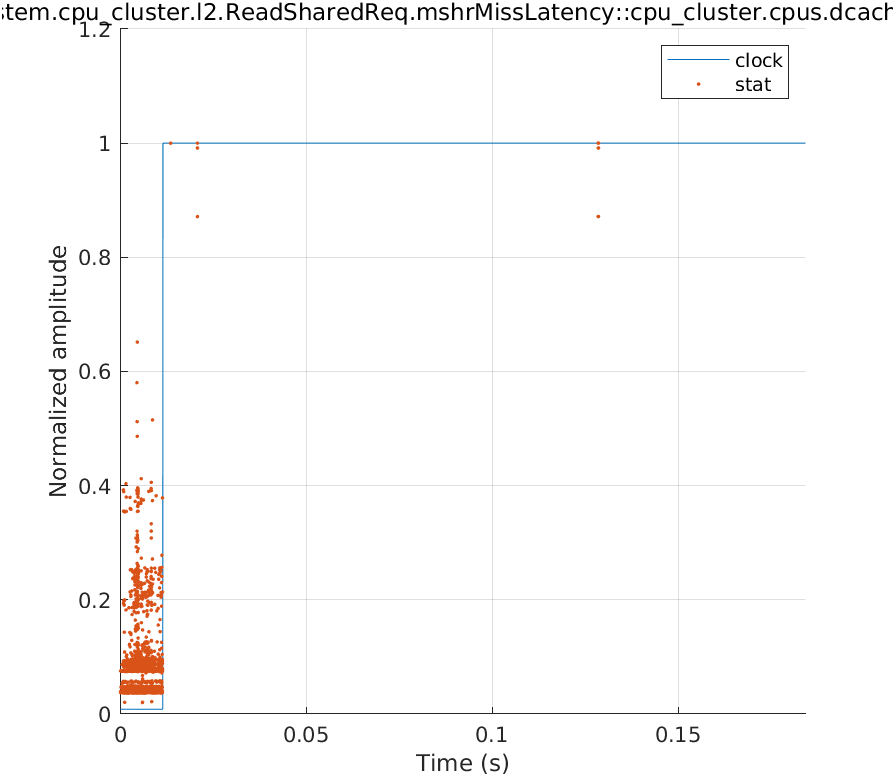 stem.cpu_cluster.l2.ReadSharedReq.mshrMissLatency::cpu_cluster.cpus.dcach
1.2
clock
stat
1
0.8
Normalized amplitude
0.6
0.4
0.2
0
0
0.05
0.1
0.15
Time (s)